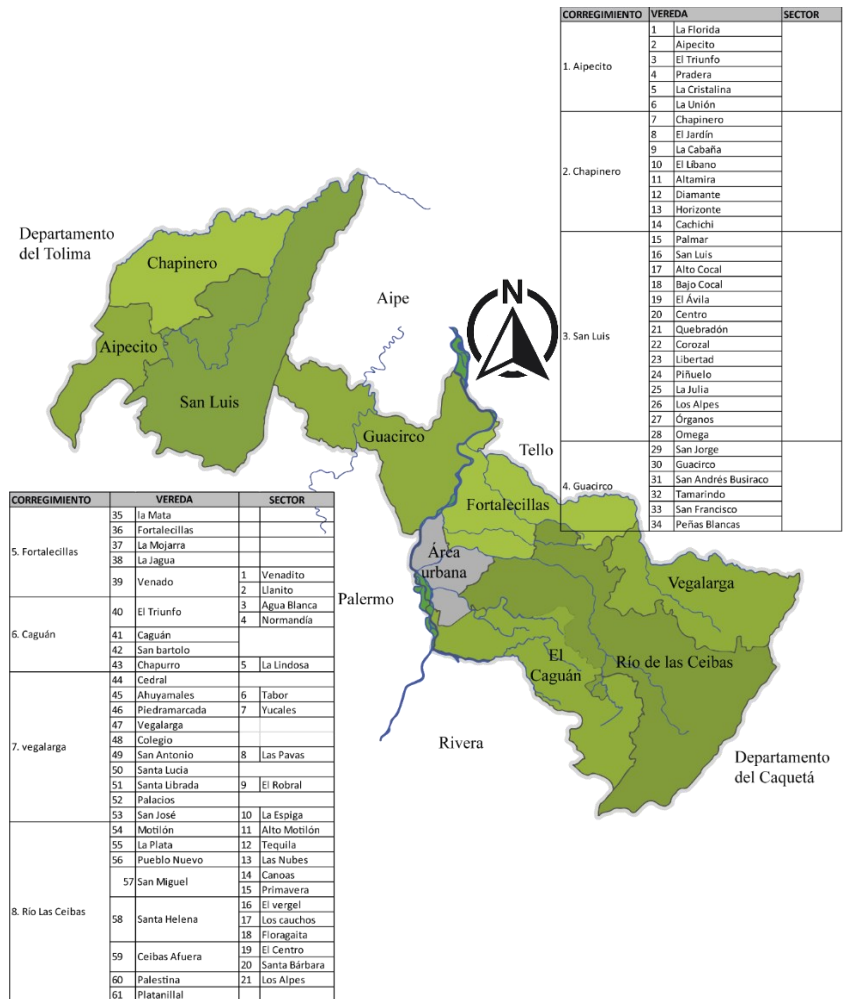 CORREGIMIENTO VEREDA SECTOR
1. Aipecito
1 La Florida
2 Aipecito
3 El Triunfo
4 Pradera
5 La Cristalina
6 La Unión
2. Chapinero
7 Chapinero
8 El Jardín
9 La Cabaña
10 El Líbano
11 Altamira
12 Diamante
13 Horizonte
14 Cachichi
3. San Luis
15 Palmar
16 San Luis
17 Alto Cocal
18 Bajo Cocal
19 El Ávila
20 Centro
21 Quebradón
22 Corozal
23 Libertad
24 Piñuelo
25 La Julia
26 Los Alpes
27 Órganos
28 Omega
4. Guacirco
29 San Jorge
30 Guacirco
31 San Andrés Busiraco
32 Tamarindo
33 San Francisco
34 Peñas Blancas
Departamento
del Tolima
Chapinero
Aipe
N
Aipecito
San Luis
Guacirco
Tello
Fortalecillas
Área
urbana
Vegalarga
Palermo
El
Caguán
Río de las Ceibas
Rivera
Departamento
del Caquetá
CORREGIMIENTO VEREDA SECTOR
5. Fortalecillas
35 la Mata
36 Fortalecillas
37 La Mojarra
38 La Jagua
39 Venado
1 Venadito
2 Llanito
6. Caguán
40 El Triunfo
3 Agua Blanca
4 Normandía
41 Caguán
42 San bartolo
43 Chapurro 5 La Lindosa
7. vegalarga
44 Cedral
45 Ahuyamales 6 Tabor
46 Piedramarcada 7 Yucales
47 Vegalarga
48 Colegio
49 San Antonio 8 Las Pavas
50 Santa Lucia
51 Santa Librada 9 El Robral
52 Palacios
53 San José 10 La Espiga
8. Río Las Ceibas
54 Motilón 11 Alto Motilón
55 La Plata 12 Tequila
56 Pueblo Nuevo 13 Las Nubes
57 San Miguel
14 Canoas
15 Primavera
58 Santa Helena
16 El vergel
17 Los cauchos
18 Floragaita
59 Ceibas Afuera
19 El Centro
20 Santa Bárbara
60 Palestina 21 Los Alpes
61 Platanillal